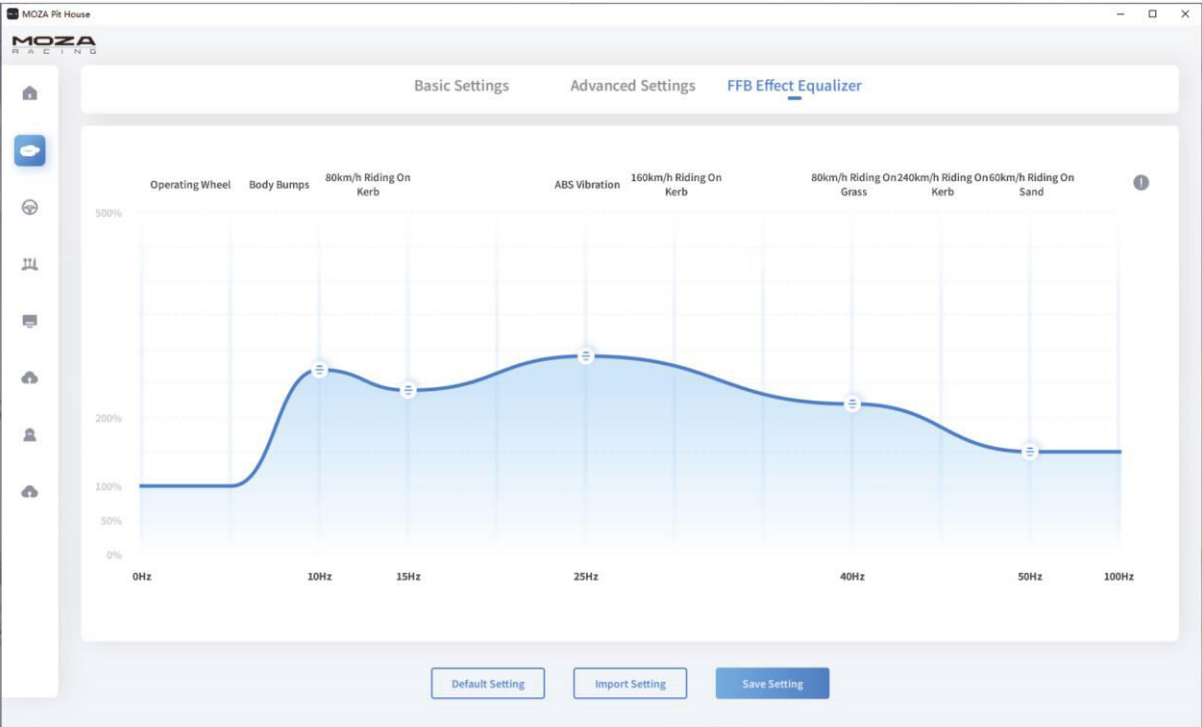 MOZA Pit House
MOZA
RACING
Basic Settings Advanced Settings FFB Effect Equalizer
Operating Wheel Body Bumps 80km/h Riding On Kerb ABS Vibration 160km/h Riding On Kerb 80km/h Riding On Grass 240km/h Riding On Kerb 60km/h Riding On Sand
500%
200%
100%
50%
0%
0Hz 10Hz 15Hz 25Hz 40Hz 50Hz 100Hz
Default Setting Import Setting Save Setting